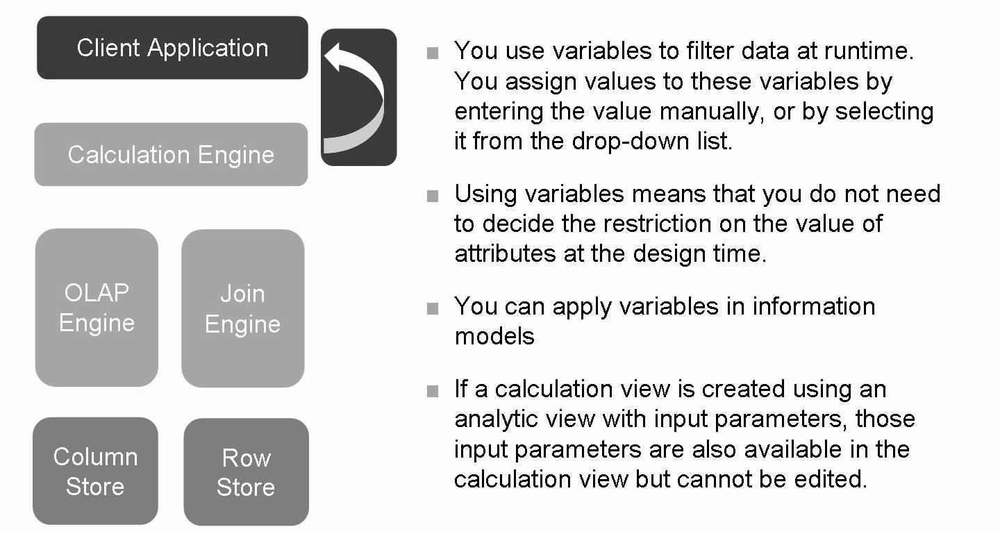 Client Application
Calculation Engine
OLAP
Engine
Join
Engine
Column
Store
Row
Store
You use variables to filter data at runtime.
You assign values to these variables by
entering the value manually, or by selecting
it from the drop-down list.
Using variables means that you do not need
to decide the restriction on the value of
attributes at the design time.
You can apply variables in information
models
If a calculation view is created using an
analytic view with input parameters, those
input parameters are also available in the
calculation view but cannot be edited.